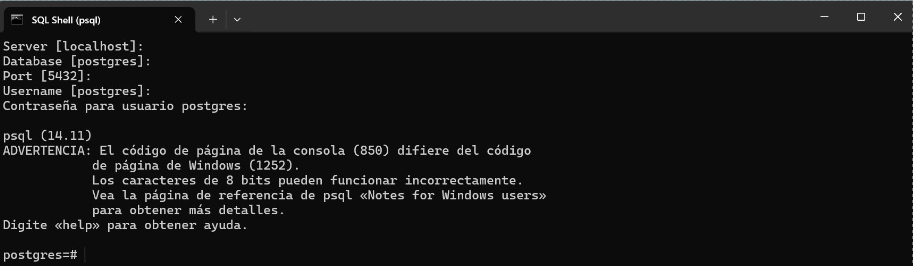 SQL Shell (psql)
Server [localhost]:
Database [postgres]:
Port [5432]:
Username [postgres]:
Contraseña para usuario postgres:
psql (14.11)
ADVERTENCIA: El código de página de la consola (850) difiere del código
de página de Windows (1252).
Los caracteres de 8 bits pueden funcionar incorrectamente.
Vea la página de referencia de psql «Notes for Windows users»
para obtener más detalles.
Digite «help» para obtener ayuda.
postgres=#